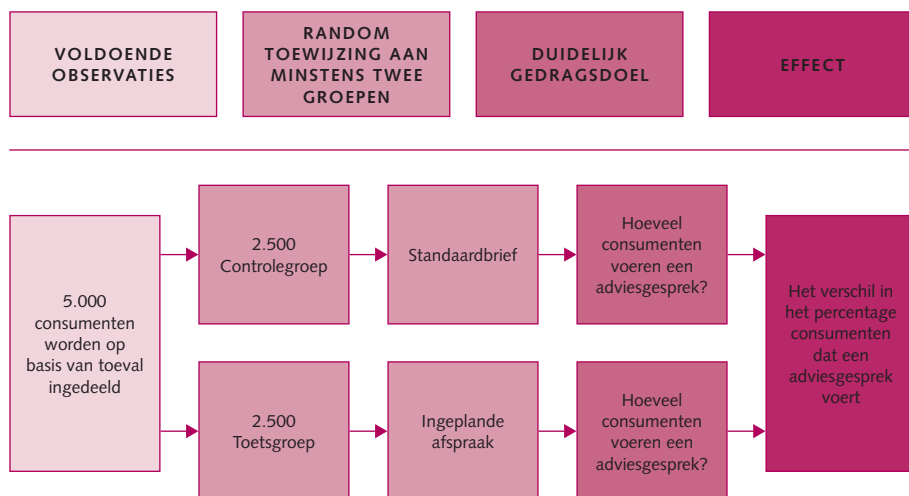 VOLDOENDE
OBSERVATIES
RANDOM
TOEWIJZING AAN
MINSTENS TWEE
GROEPEN
DUIDELIJK
GEDRAGSDOEL
EFFECT
5.000
consumenten
worden op
basis van toeval
ingedeeld
2.500
Controlegroep
Standaardbrief
Hoeveel
consumenten
voeren een
adviesgesprek?
2.500
Toetsgroep
Ingeplande
afspraak
Hoeveel
consumenten
voeren een
adviesgesprek?
Het verschil in
het percentage
consumenten
dat een
adviesgesprek
voert